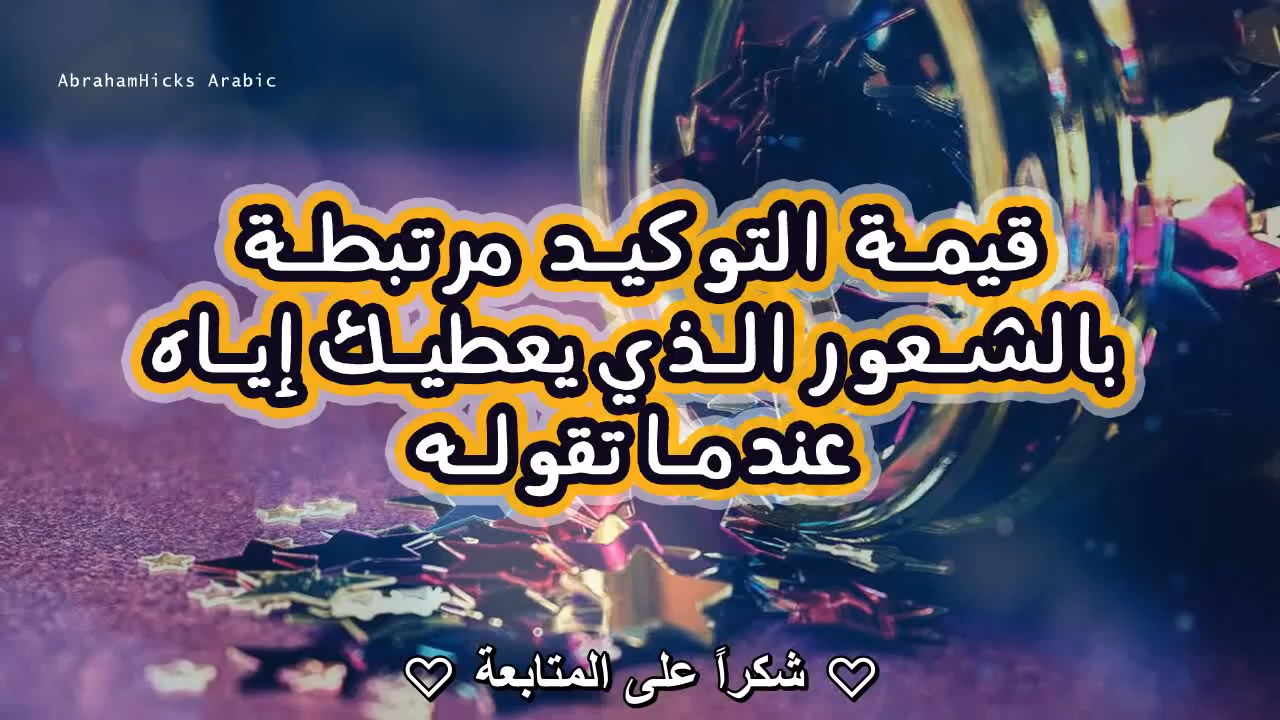 AbrahamHicks Arabic
قيمة التوكيد مرتبطة
بالشعور الذي يعطيك إياه
عندما تقوله
♡ شكراً على المتابعة ♡